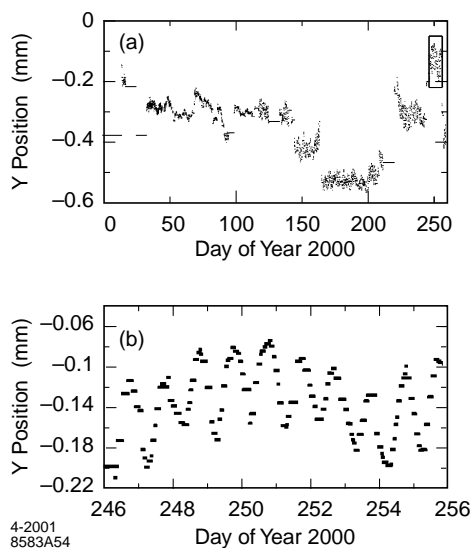 0
(a)
−0.2
−0.4
−0.6
Y Position (mm)
0 50 100 150 200 250
Day of Year 2000
−0.06
(b)
−0.1
−0.14
−0.18
−0.22
Y Position (mm)
246 248 250 252 254 256
4-2001
8583A54
Day of Year 2000